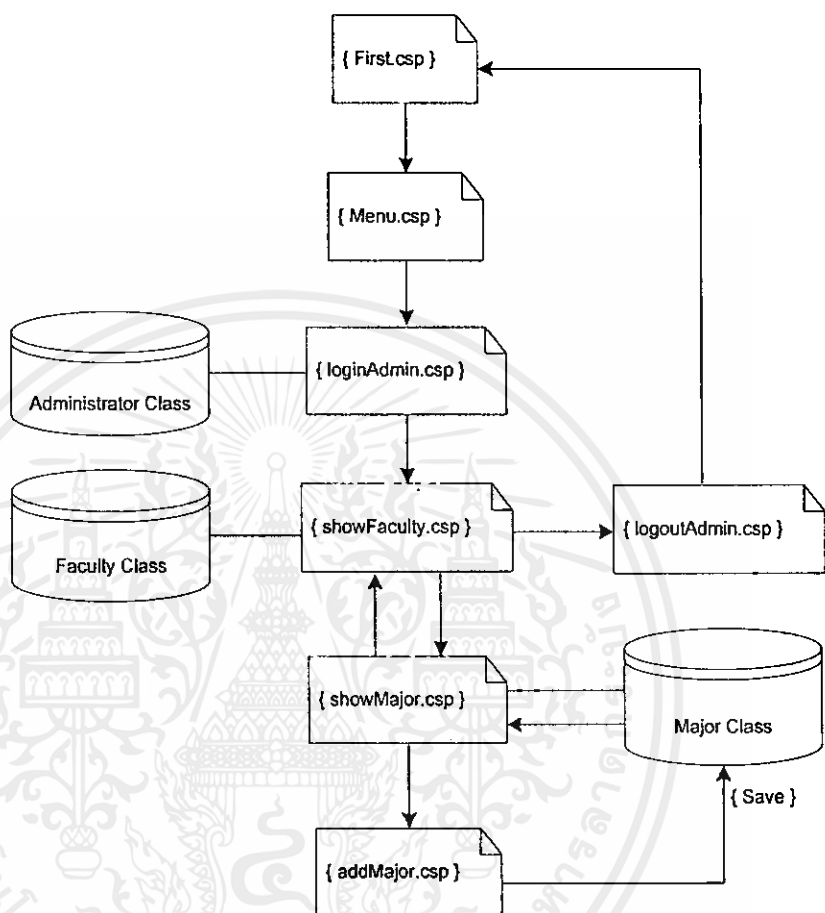 { First.csp }
{ Menu.csp }
{ loginAdmin.csp }
Administrator Class
{ showFaculty.csp }
{ logoutAdmin.csp }
Faculty Class
{ showMajor.csp }
Major Class
{ Save }
{ addMajor.csp }